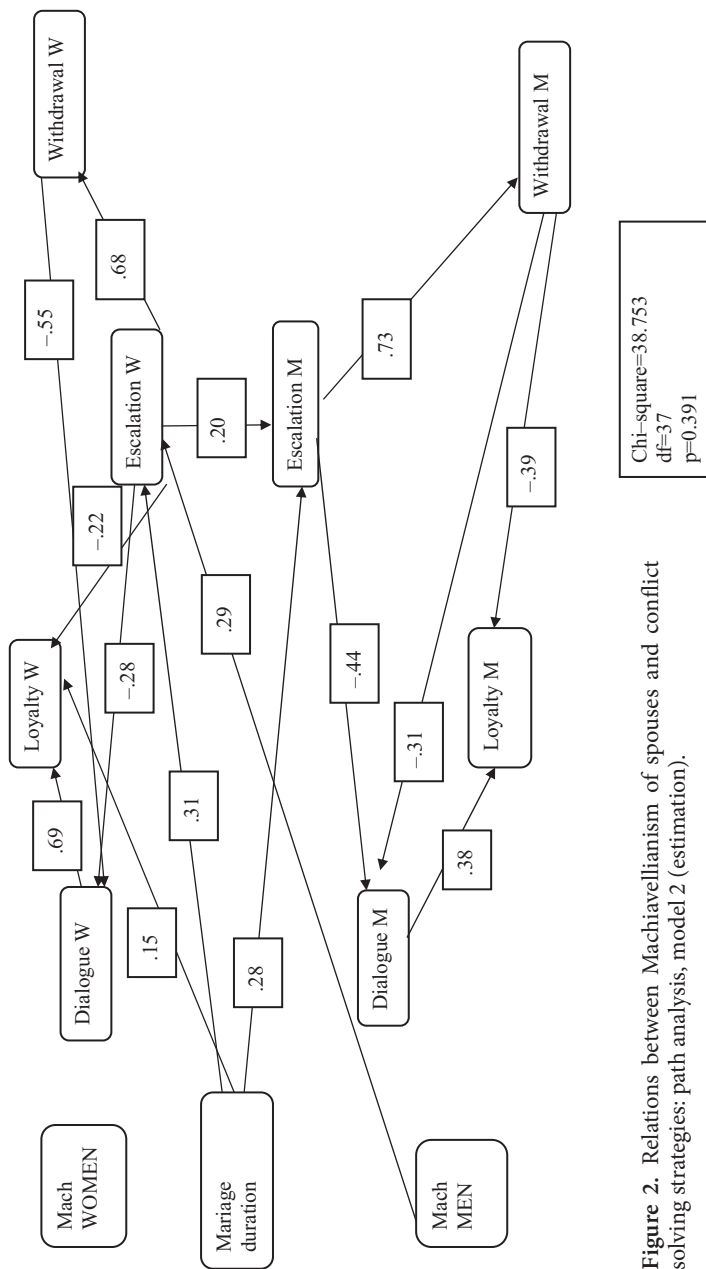 Mach
WOMEN
Mariage
duration
Mach
MEN
Dialogue W
Loyalty W
Escalation W
Withdrawal W
Escalation M
Dialogue M
Loyalty M
Withdrawal M
.69
.15
−.28
−.22
−.55
.68
.31
.20
.29
.28
−.44
.73
−.31
.38
−.39
Chi–square=38.753
df=37
p=0.391
Figure 2. Relations between Machiavellianism of spouses and conflict
solving strategies: path analysis, model 2 (estimation).